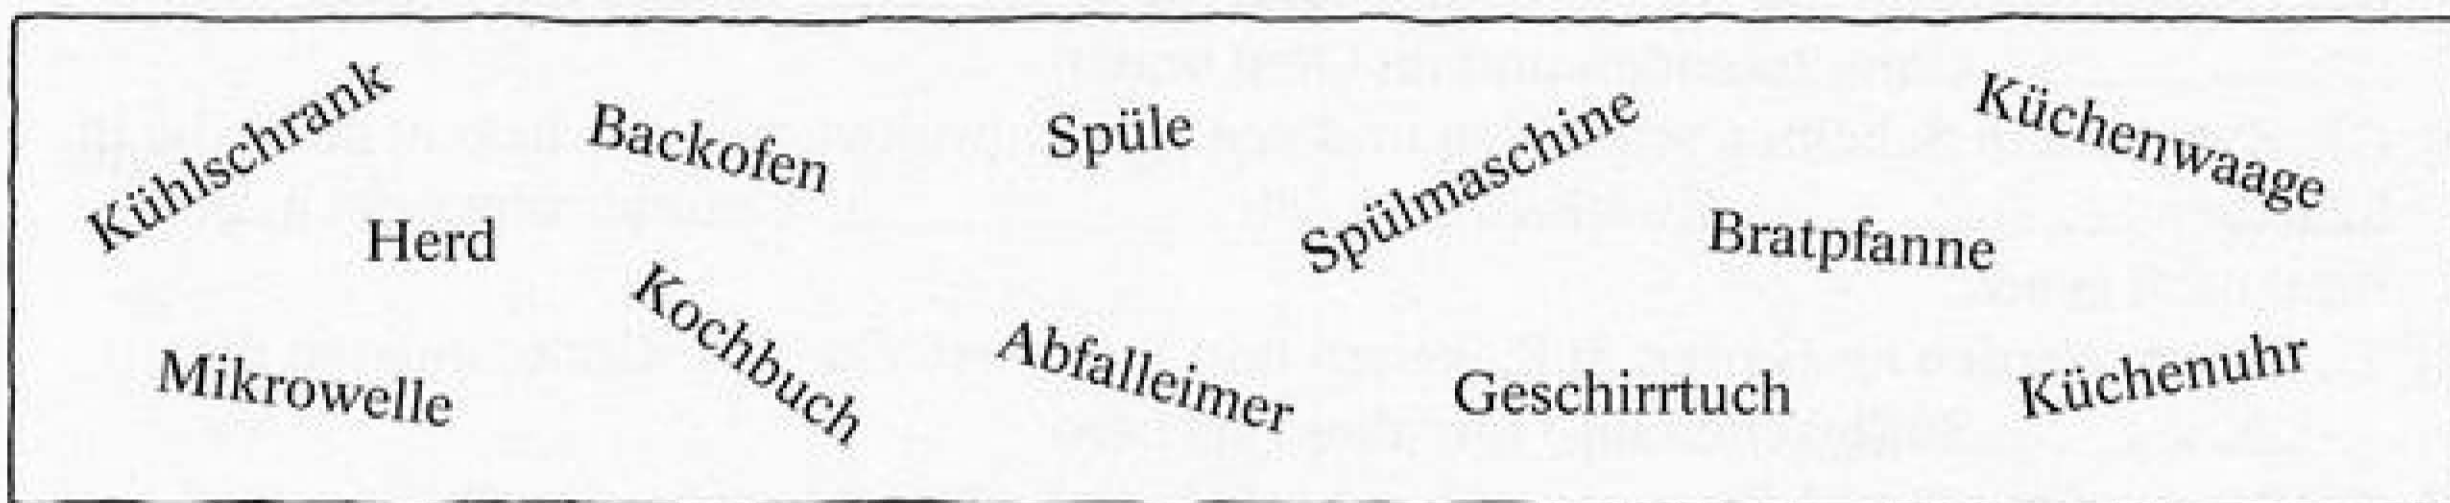 Kühlschrank
Backofen
Spüle
Spülmaschine
Küchenwaage
Herd
Bratpfanne
Kochbuch
Mikrowelle
Abfalleimer
Geschirrtuch
Küchenuhr